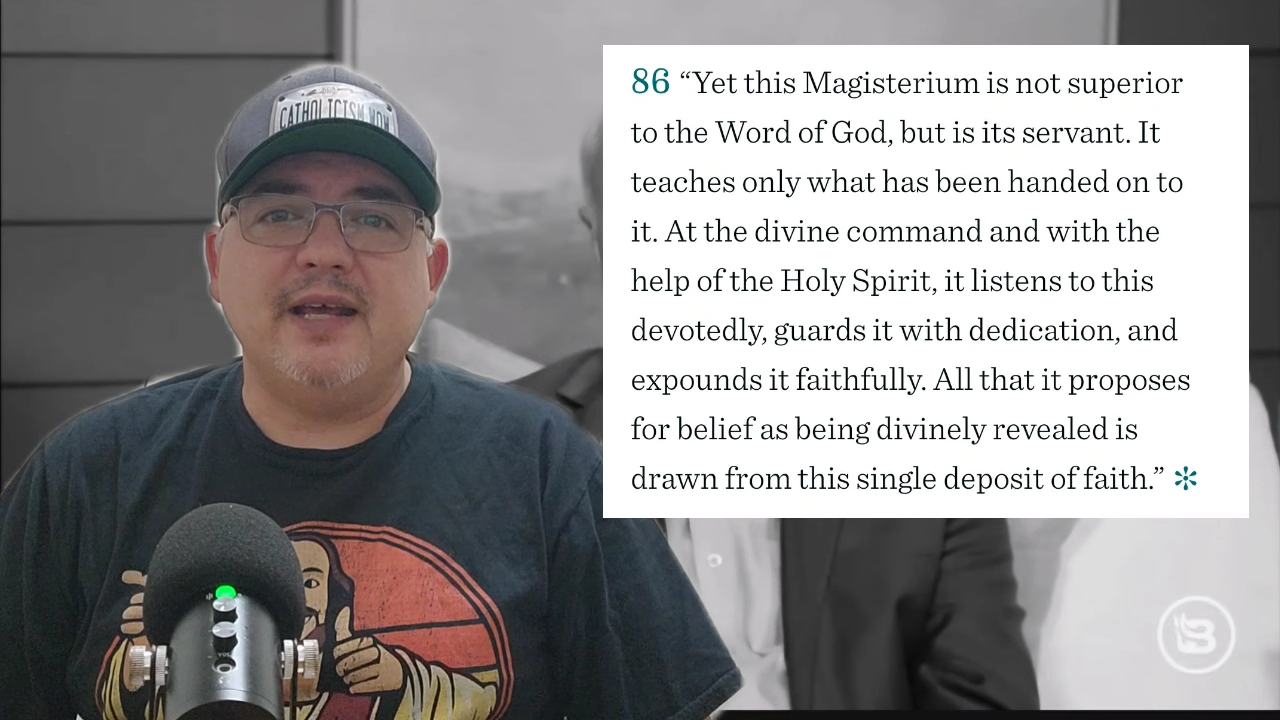 CATHOLICISM WOW
86 “Yet this Magisterium is not superior
to the Word of God, but is its servant. It
teaches only what has been handed on to
it. At the divine command and with the
help of the Holy Spirit, it listens to this
devotedly, guards it with dedication, and
expounds it faithfully. All that it proposes
for belief as being divinely revealed is
drawn from this single deposit of faith.” *
B